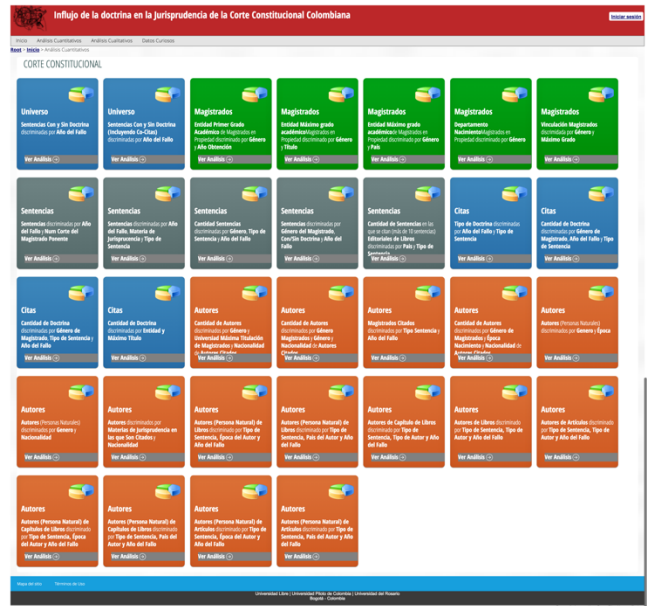 Influjo de la doctrina en la Jurisprudencia de la Corte Constitucional Colombiana
Iniciar sesión
Inicio Análisis Cuantitativos Análisis Cualitativos Datos Curiosos
Root > Inicio > Análisis Cuantitativos
CORTE CONSTITUCIONAL
Universo
Sentencias Con y Sin Doctrina
discriminadas por Año del Fallo
Ver Análisis
Universo
Sentencias Con y Sin Doctrina
(Incluyendo Co-Citas)
discriminadas por Año del Fallo
Ver Análisis
Magistrados
Entidad Primer Grado
Académico de Magistrados en
Propiedad discriminado por Género
y Año Obtención
Ver Análisis
Magistrados
Entidad Máximo grado
académicoMagistrados en
Propiedad discriminado por Género
y Título
Ver Análisis
Magistrados
Entidad Máximo grado
académicode Magistrados en
Propiedad discriminado por Género
y País
Ver Análisis
Magistrados
Departamento
NacimientoMagistrados en
Propiedad discriminado por Género
Ver Análisis
Magistrados
Vinculación Magistrados
discriminada por Género y
Máximo Grado
Ver Análisis
Sentencias
Sentencias discriminadas por Año
del Fallo y Num Corte del
Magistrado Ponente
Ver Análisis
Sentencias
Sentencias discriminadas por Año
del Fallo, Materia de
Jurisprudencia y Tipo de
Sentencia
Ver Análisis
Sentencias
Cantidad Sentencias
discriminadas por Género, Tipo de
Sentencia y Año del Fallo
Ver Análisis
Sentencias
Sentencias discriminadas por
Género del Magistrado,
Con/Sin Doctrina y Año del
Fallo
Ver Análisis
Sentencias
Cantidad de Sentencias en las
que se citan (más de 10 sentencias)
Editoriales de Libros
discriminadas por País y Tipo de
Sentencia
Ver Análisis
Citas
Tipo de Doctrina discriminadas
por Año del Fallo y Tipo de
Sentencia
Ver Análisis
Citas
Cantidad de Doctrina
discriminadas por Género de
Magistrado, Año del Fallo y Tipo
de Sentencia
Ver Análisis
Citas
Cantidad de Doctrina
discriminadas por Género de
Magistrado, Tipo de Sentencia y
Año del Fallo
Ver Análisis
Citas
Cantidad de Doctrina
discriminadas por Entidad y
Máximo Título
Ver Análisis
Autores
Cantidad de Autores
discriminados por Género y
Universidad Máxima Titulación
de Magistrados y Nacionalidad
de Autores Citados
Ver Análisis
Autores
Cantidad de Autores
discriminados por Género
Magistrados y Género y
Nacionalidad de Autores
Citados
Ver Análisis
Autores
Magistrados Citados
discriminados por Tipo Sentencia y
Año del Fallo
Ver Análisis
Autores
Cantidad de Autores
discriminados por Género de
Magistrados y Época
Nacimiento y Nacionalidad de
Autores Citados
Ver Análisis
Autores
Autores (Personas Naturales)
discriminados por Genero y Época
Ver Análisis
Autores
Autores (Personas Naturales)
discriminados por Genero y
Nacionalidad
Ver Análisis
Autores
Autores discriminados por
Materias de Jurisprudencia en
las que Son Citados y
Nacionalidad
Ver Análisis
Autores
Autores (Persona Natural) de
Libros discriminado por Tipo de
Sentencia, Época del Autor y
Año del Fallo
Ver Análisis
Autores
Autores (Persona Natural) de
Libros discriminado por Tipo de
Sentencia, País del Autor y Año
del Fallo
Ver Análisis
Autores
Autores de Capítulo de Libros
discriminado por Tipo de
Sentencia, Tipo de Autor y Año
del Fallo
Ver Análisis
Autores
Autores de Libros discriminado
por Tipo de Sentencia, Tipo de
Autor y Año del Fallo
Ver Análisis
Autores
Autores de Artículos discriminado
por Tipo de Sentencia, Tipo de
Autor y Año del Fallo
Ver Análisis
Autores
Autores (Persona Natural) de
Capítulos de Libros discriminado
por Tipo de Sentencia, Época
del Autor y Año del Fallo
Ver Análisis
Autores
Autores (Persona Natural) de
Capítulos de Libros discriminado
por Tipo de Sentencia, País del
Autor y Año del Fallo
Ver Análisis
Autores
Autores (Persona Natural) de
Artículos discriminado por Tipo de
Sentencia, Época del Autor y
Año del Fallo
Ver Análisis
Autores
Autores (Persona Natural) de
Artículos discriminado por Tipo de
Sentencia, País del Autor y Año
del Fallo
Ver Análisis
Mapa del sitio Términos de Uso
Universidad Libre | Universidad Piloto de Colombia | Universidad del Rosario
Bogotá - Colombia